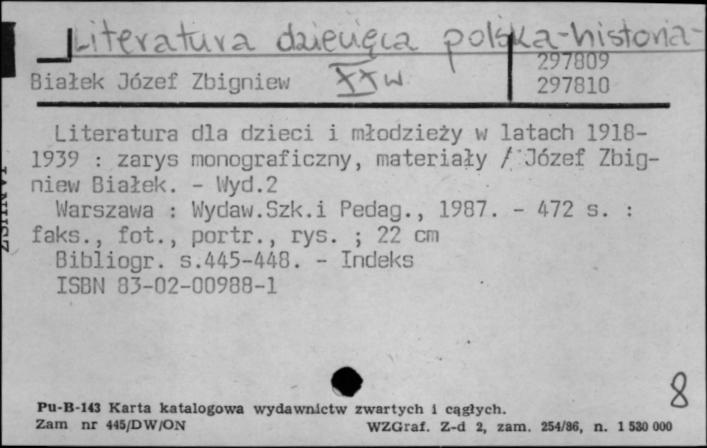 Literatura dziecięca polska-historia-
297809
Białek Józef Zbigniew XXw 297810
Literatura dla dzieci i młodzieży w latach 1918-
1939 : zarys monograficzny, materiały / Józef Zbig-
niew Białek. - Wyd.2
Warszawa : Wydaw.Szk.i Pedag., 1987. - 472 s. :
faks., fot., portr., rys. ; 22 cm
Bibliogr. s.445-448. - Indeks
ISBN 83-02-00988-1
8
Pu-B-143 Karta katalogowa wydawnictw zwartych i ciągłych.
Zam nr 445/DW/ON WZGraf. Z-d 2, zam. 254/86, n. 1 530 000